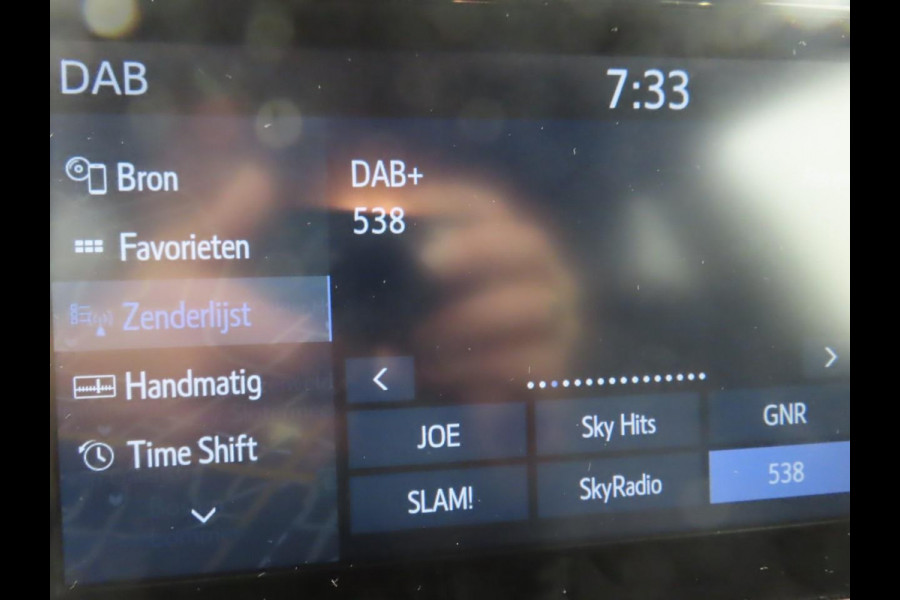 DAB
7:33
Bron
Favorieten
Zenderlijst
Handmatig
Time Shift
DAB+
538
JOE
Sky Hits
GNR
SLAM!
SkyRadio
538